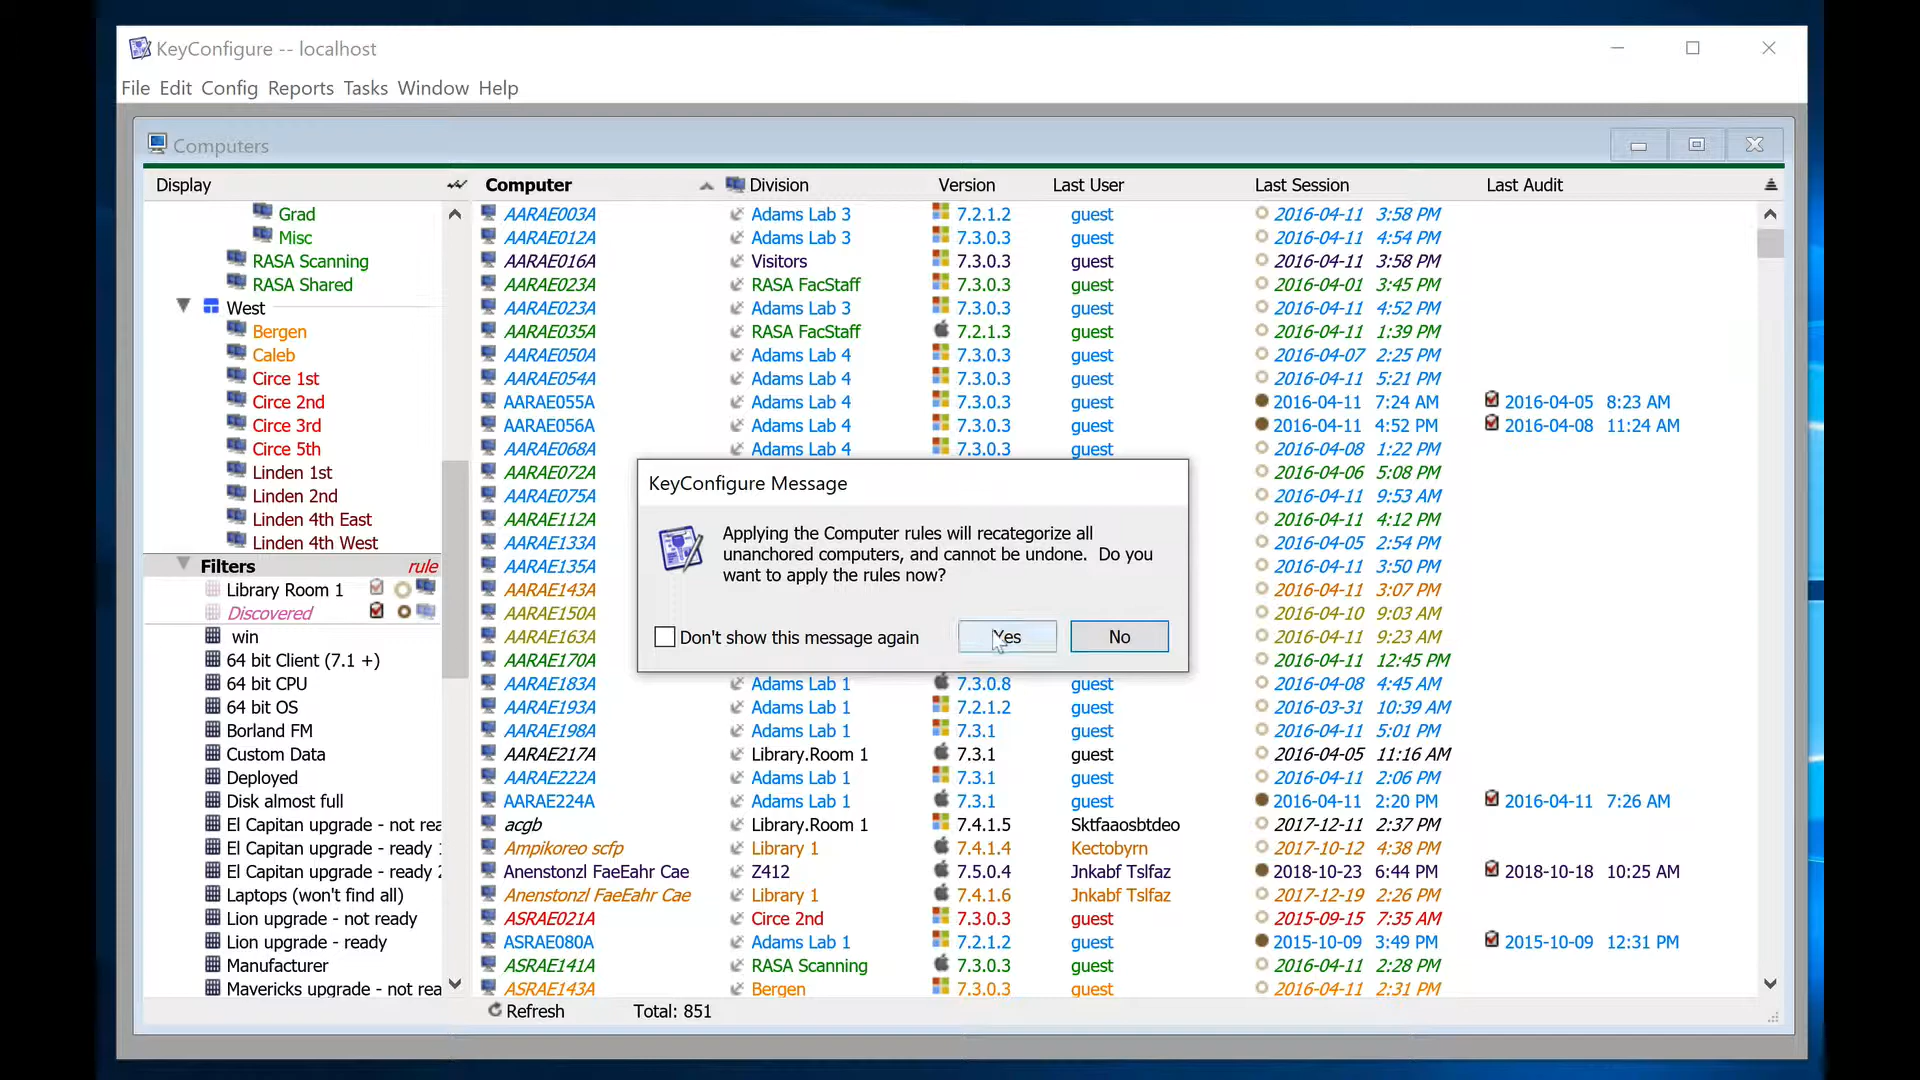 KeyConfigure -- localhost
File Edit Config Reports Tasks Window Help
Computers
Display Computer Division Version Last User Last Session Last Audit
Grad AARAE003A Adams Lab 3 7.2.1.2 guest 2016-04-11 3:58 PM
Misc AARAE012A Adams Lab 3 7.3.0.3 guest 2016-04-11 4:54 PM
RASA Scanning AARAE016A Visitors 7.3.0.3 guest 2016-04-11 3:58 PM
RASA Shared AARAE023A RASA FacStaff 7.3.0.3 guest 2016-04-01 3:45 PM
West AARAE023A Adams Lab 3 7.3.0.3 guest 2016-04-11 4:52 PM
Bergen AARAE035A RASA FacStaff 7.2.1.3 guest 2016-04-11 1:39 PM
Caleb AARAE050A Adams Lab 4 7.3.0.3 guest 2016-04-07 2:25 PM
Circe 1st AARAE054A Adams Lab 4 7.3.0.3 guest 2016-04-11 5:21 PM
Circe 2nd AARAE055A Adams Lab 4 7.3.0.3 guest 2016-04-11 7:24 AM 2016-04-05 8:23 AM
Circe 3rd AARAE056A Adams Lab 4 7.3.0.3 guest 2016-04-11 4:52 PM 2016-04-08 11:24 AM
Circe 5th AARAE068A Adams Lab 4 7.3.0.3 guest 2016-04-08 1:22 PM
Linden 1st AARAE072A 2016-04-06 5:08 PM
Linden 2nd AARAE075A 2016-04-11 9:53 AM
Linden 4th East AARAE112A 2016-04-11 4:12 PM
Linden 4th West AARAE133A 2016-04-05 2:54 PM
Filters rule AARAE135A 2016-04-11 3:50 PM
Library Room 1 AARAE143A 2016-04-11 3:07 PM
Discovered AARAE150A 2016-04-10 9:03 AM
win AARAE163A 2016-04-11 9:23 AM
64 bit Client (7.1 +) AARAE170A 2016-04-11 12:45 PM
KeyConfigure Message
Applying the Computer rules will recategorize all
unanchored computers, and cannot be undone. Do you
want to apply the rules now?
Don't show this message again Yes No
64 bit CPU AARAE183A Adams Lab 1 7.3.0.8 guest 2016-04-08 4:45 AM
64 bit OS AARAE193A Adams Lab 1 7.2.1.2 guest 2016-03-31 10:39 AM
Borland FM AARAE198A Adams Lab 1 7.3.1 guest 2016-04-11 5:01 PM
Custom Data AARAE217A Library.Room 1 7.3.1 guest 2016-04-05 11:16 AM
Deployed AARAE222A Adams Lab 1 7.3.1 guest 2016-04-11 2:06 PM
Disk almost full AARAE224A Adams Lab 1 7.3.1 guest 2016-04-11 2:20 PM 2016-04-11 7:26 AM
El Capitan upgrade - not rea acgb Library.Room 1 7.4.1.5 Sktfaaosbtdeo 2017-12-11 2:37 PM
El Capitan upgrade - ready 1 Ampikoreo scfp Library 1 7.4.1.4 Kectobyrn 2017-10-12 4:38 PM
El Capitan upgrade - ready 2 Anenstonzl FaeEahr Cae Z412 7.5.0.4 Jnkabf Tslfaz 2018-10-23 6:44 PM 2018-10-18 10:25 AM
Laptops (won't find all) Anenstonzl FaeEahr Cae Library 1 7.4.1.6 Jnkabf Tslfaz 2017-12-19 2:26 PM
Lion upgrade - not ready ASRAE021A Circe 2nd 7.3.0.3 guest 2015-09-15 7:35 AM
Lion upgrade - ready ASRAE080A Adams Lab 1 7.2.1.2 guest 2015-10-09 3:49 PM 2015-10-09 12:31 PM
Manufacturer ASRAE141A RASA Scanning 7.3.0.3 guest 2016-04-11 2:28 PM
Mavericks upgrade - not rea ASRAE143A Bergen 7.3.0.3 guest 2016-04-11 2:31 PM
Refresh Total: 851